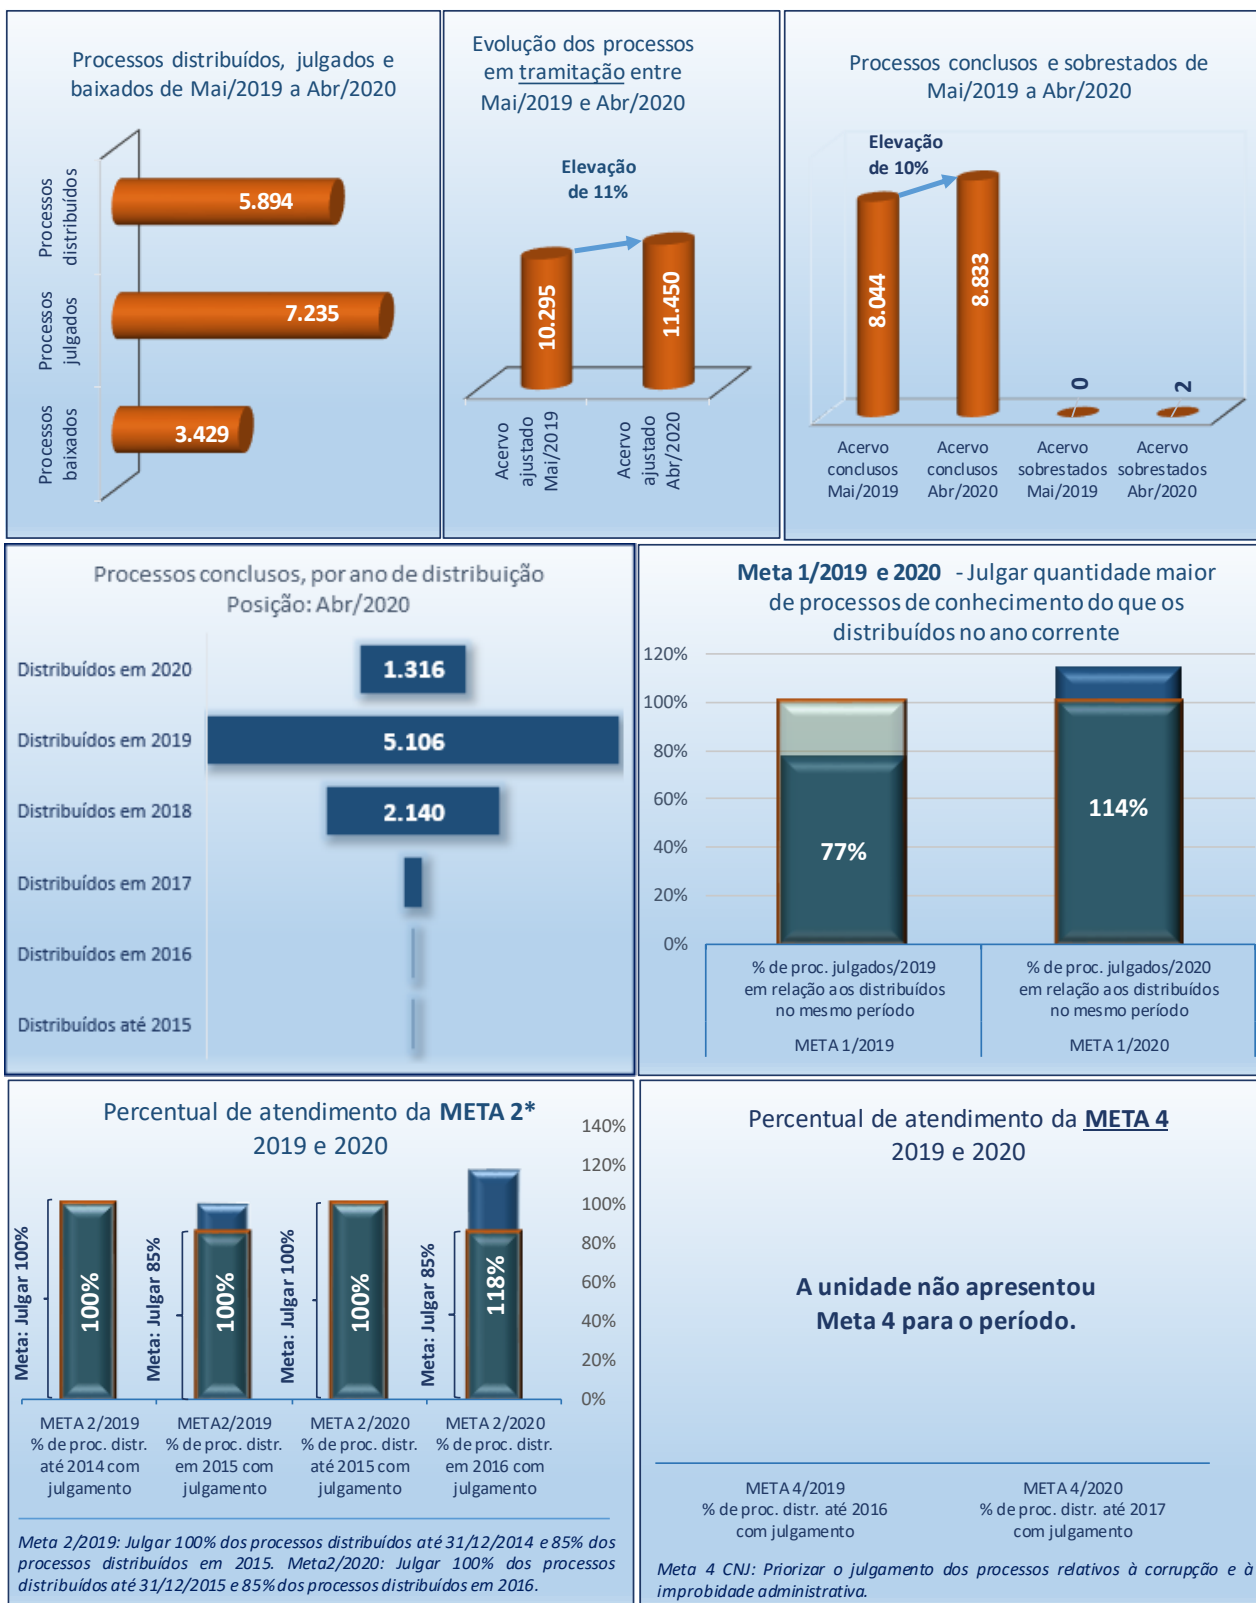 Processos distribuídos, julgados e
baixados de Mai/2019 a Abr/2020
Processos
distribuídos
5.894
Processos
julgados
7.235
Processos
baixados
3.429
Evolução dos processos
em tramitação entre
Mai/2019 e Abr/2020
Elevação
de 11%
10.295
11.450
Acervo
ajustado
Mai/2019
Acervo
ajustado
Abr/2020
Processos conclusos e sobrestados de
Mai/2019 a Abr/2020
Elevação
de 10%
8.044
8.833
0
2
Acervo
conclusos
Mai/2019
Acervo
conclusos
Abr/2020
Acervo
sobrestados
Mai/2019
Acervo
sobrestados
Abr/2020
Processos conclusos, por ano de distribuição
Posição: Abr/2020
Distribuídos em 2020
1.316
Distribuídos em 2019
5.106
Distribuídos em 2018
2.140
Distribuídos em 2017
Distribuídos em 2016
Distribuídos até 2015
Meta 1/2019 e 2020 - Julgar quantidade maior
de processos de conhecimento do que os
distribuídos no ano corrente
120%
100%
80%
60%
40%
20%
0%
77%
114%
% de proc. julgados/2019
em relação aos distribuídos
no mesmo período
% de proc. julgados/2020
em relação aos distribuídos
no mesmo período
META 1/2019
META 1/2020
Percentual de atendimento da META 2*
2019 e 2020
140%
120%
100%
80%
60%
40%
20%
0%
Meta: Julgar 100%
100%
Meta: Julgar 85%
100%
Meta: Julgar 100%
100%
Meta: Julgar 85%
118%
META 2/2019
% de proc. distr.
até 2014 com
julgamento
META2/2019
% de proc. distr.
em 2015 com
julgamento
META 2/2020
% de proc. distr.
até 2015 com
julgamento
META 2/2020
% de proc. distr.
em 2016 com
julgamento
Meta 2/2019: Julgar 100% dos processos distribuídos até 31/12/2014 e 85% dos
processos distribuídos em 2015. Meta2/2020: Julgar 100% dos processos
distribuídos até 31/12/2015 e 85% dos processos distribuídos em 2016.
Percentual de atendimento da META 4
2019 e 2020
A unidade não apresentou
Meta 4 para o período.
META 4/2019
% de proc. distr. até 2016
com julgamento
META 4/2020
% de proc. distr. até 2017
com julgamento
Meta 4 CNJ: Priorizar o julgamento dos processos relativos à corrupção e à
improbidade administrativa.